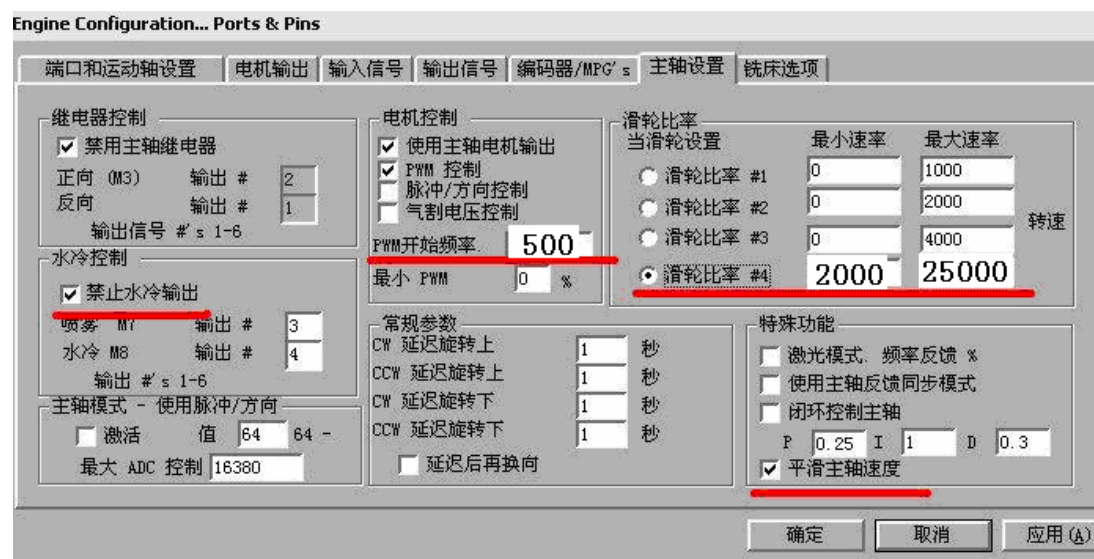 Engine Configuration... Ports & Pins
端口和运动轴设置 电机输出 输入信号 输出信号 编码器/MPG's 主轴设置 铣床选项
继电器控制
禁用主轴继电器
正向 (M3) 输出 # 2
反向 输出 # 1
输出信号 #'s 1-6
水冷控制
禁止水冷输出
喷雾 M7 输出 # 3
水冷 M8 输出 # 4
输出 #'s 1-6
主轴模式 - 使用脉冲/方向
激活 值 64 64 -
最大 ADC 控制 16380
电机控制
使用主轴电机输出
PWM 控制
脉冲/方向控制
气割电压控制
PWM开始频率. 500
最小 PWM 0 %
常规参数
CW 延迟旋转上 1 秒
CCW 延迟旋转上 1 秒
CW 延迟旋转下 1 秒
CCW 延迟旋转下 1 秒
延迟后再换向
滑轮比率
当滑轮设置 最小速率 最大速率
滑轮比率 #1 0 1000
滑轮比率 #2 0 2000
滑轮比率 #3 0 4000
滑轮比率 #4 2000 25000
转速
特殊功能
激光模式. 频率反馈 %
使用主轴反馈同步模式
闭环控制主轴
P 0.25 I 1 D 0.3
平滑主轴速度
确定 取消 应用(A)